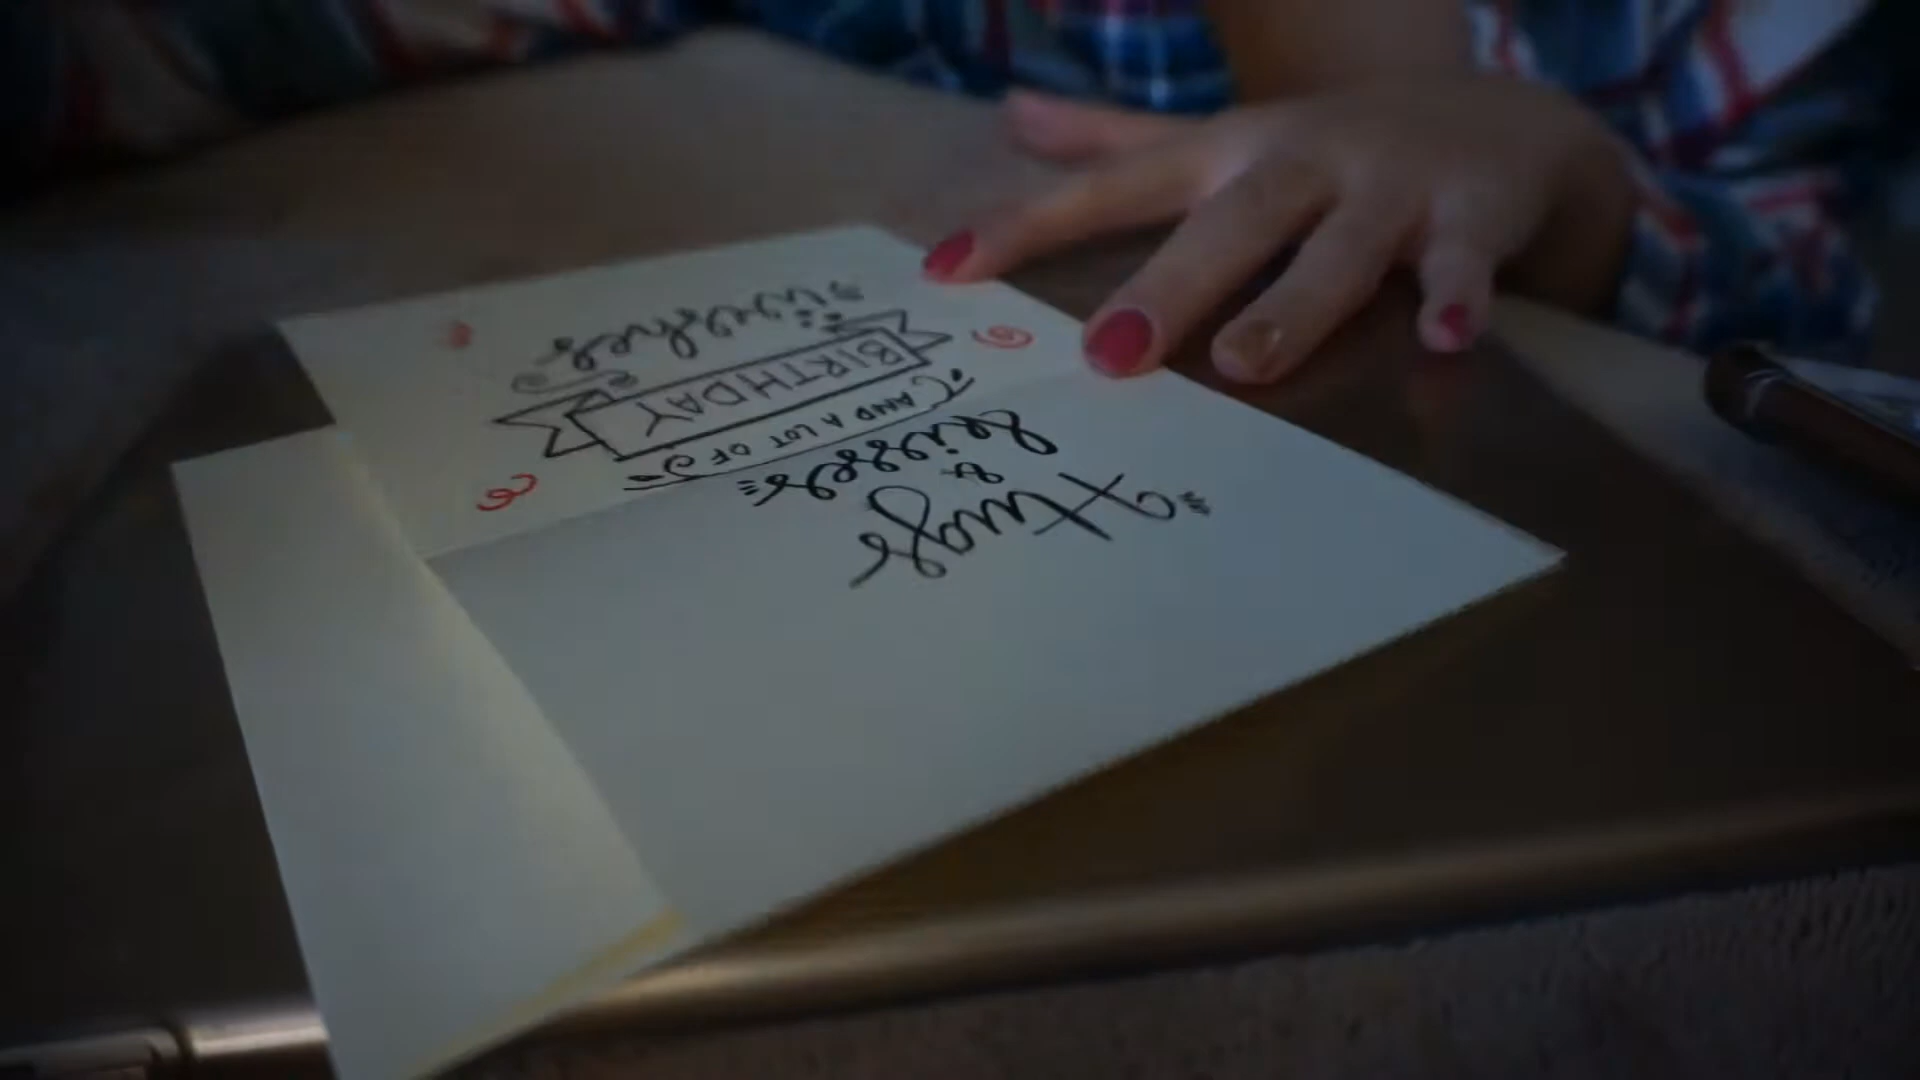 Hugs
&
kisses
AND A LOT OF
BIRTHDAY
wishes